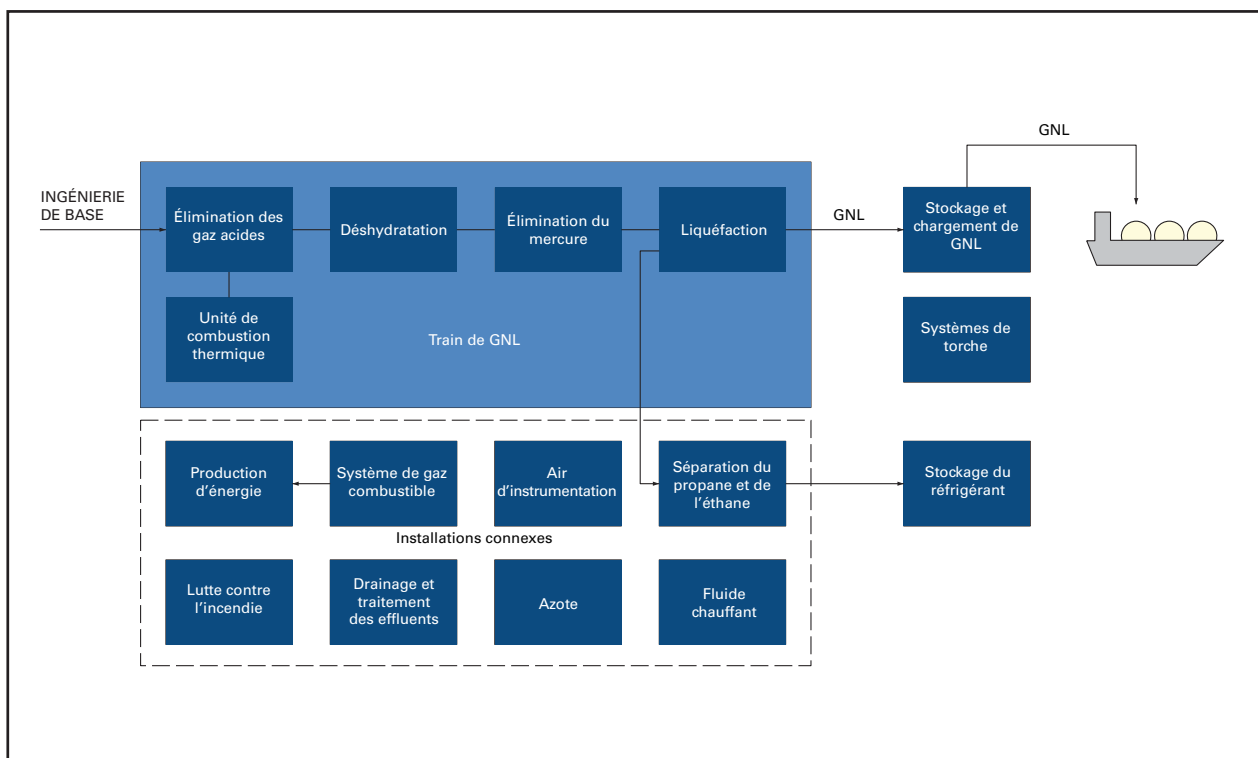 GNL
INGÉNIERIE
DE BASE
Élimination des
gaz acides
Déshydratation
Élimination du
mercure
Liquéfaction
GNL
Stockage et
chargement de
GNL
Unité de
combustion
thermique
Train de GNL
Systèmes de
torche
Production
d’énergie
Système de gaz
combustible
Air
d’instrumentation
Séparation du
propane et de
l’éthane
Stockage du
réfrigérant
Installations connexes
Lutte contre
l’incendie
Drainage et
traitement
des effluents
Azote
Fluide
chauffant